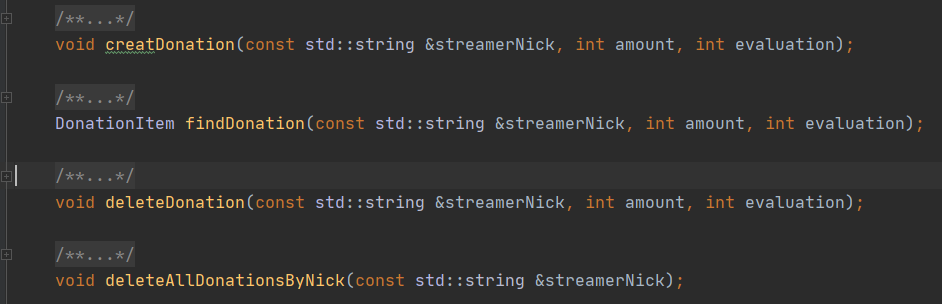 /**...*/
void creatDonation(const std::string &streamerNick, int amount, int evaluation);
/**...*/
DonationItem findDonation(const std::string &streamerNick, int amount, int evaluation);
/**...*/
void deleteDonation(const std::string &streamerNick, int amount, int evaluation);
/**...*/
void deleteAllDonationsByNick(const std::string &streamerNick);